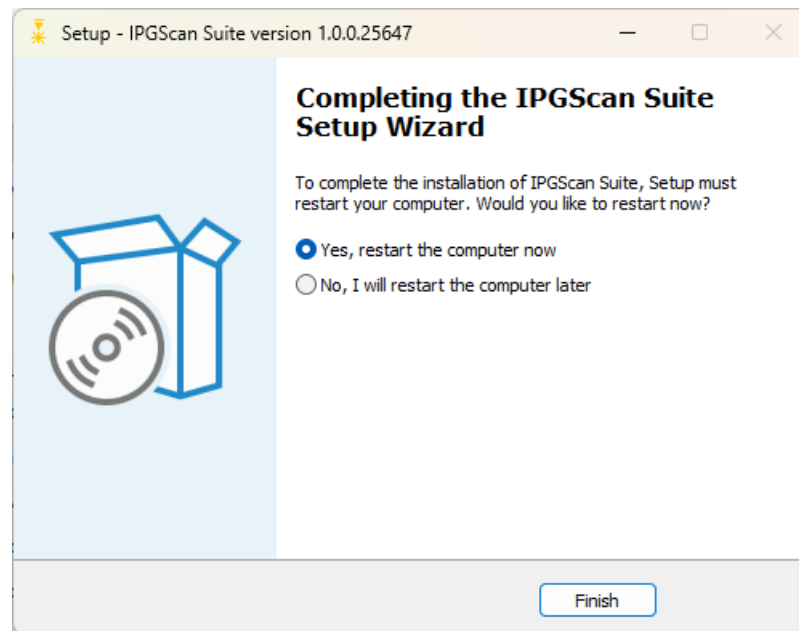 Setup - IPGScan Suite version 1.0.0.25647
Completing the IPGScan Suite
Setup Wizard
To complete the installation of IPGScan Suite, Setup must
restart your computer. Would you like to restart now?
Yes, restart the computer now
No, I will restart the computer later
Finish